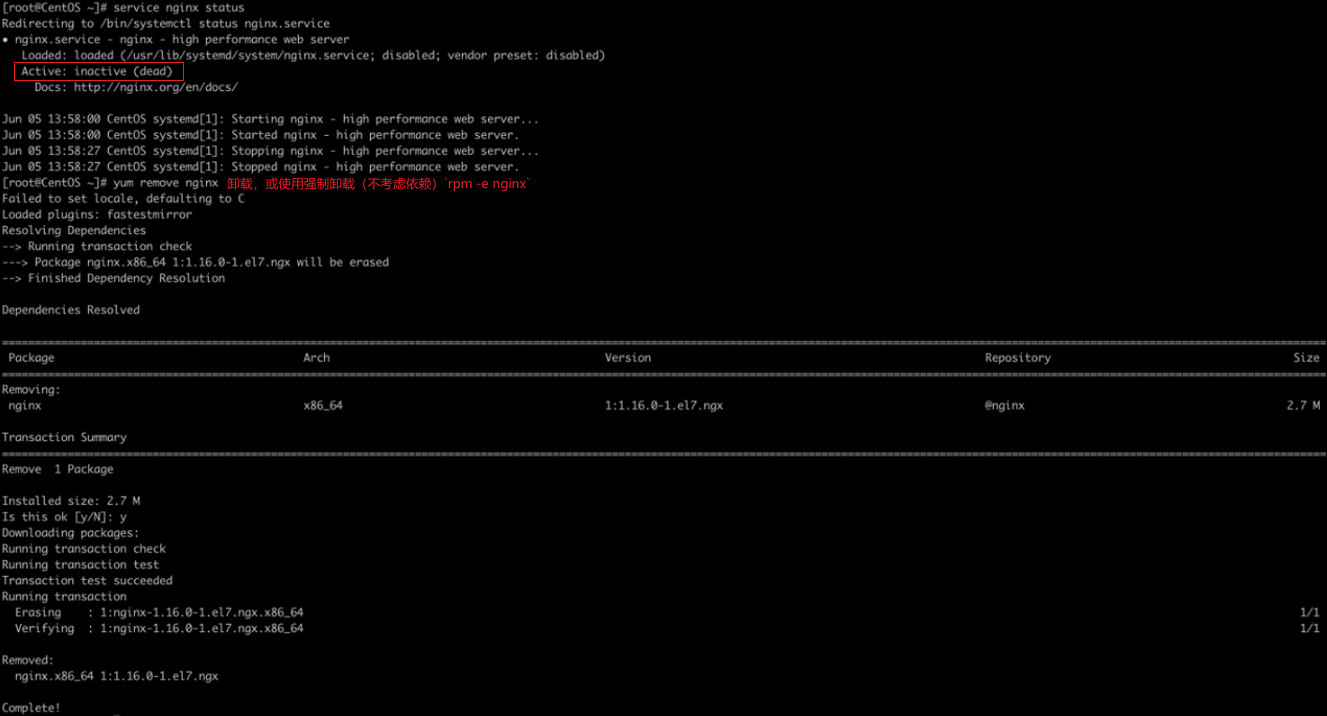 [root@CentOS ~]# service nginx status
Redirecting to /bin/systemctl status nginx.service
● nginx.service - nginx - high performance web server
   Loaded: loaded (/usr/lib/systemd/system/nginx.service; disabled; vendor preset: disabled)
   Active: inactive (dead)
     Docs: http://nginx.org/en/docs/
Jun 05 13:58:00 CentOS systemd[1]: Starting nginx - high performance web server...
Jun 05 13:58:00 CentOS systemd[1]: Started nginx - high performance web server.
Jun 05 13:58:27 CentOS systemd[1]: Stopping nginx - high performance web server...
Jun 05 13:58:27 CentOS systemd[1]: Stopped nginx - high performance web server.
[root@CentOS ~]# yum remove nginx 卸载，或使用强制卸载（不考虑依赖）`rpm -e nginx`
Failed to set locale, defaulting to C
Loaded plugins: fastestmirror
Resolving Dependencies
--> Running transaction check
---> Package nginx.x86_64 1:1.16.0-1.el7.ngx will be erased
--> Finished Dependency Resolution
Dependencies Resolved
Package Arch Version Repository Size
Removing:
nginx x86_64 1:1.16.0-1.el7.ngx @nginx 2.7 M
Transaction Summary
Remove  1 Package
Installed size: 2.7 M
Is this ok [y/N]: y
Downloading packages:
Running transaction check
Running transaction test
Transaction test succeeded
Running transaction
  Erasing    : 1:nginx-1.16.0-1.el7.ngx.x86_64 1/1
  Verifying  : 1:nginx-1.16.0-1.el7.ngx.x86_64 1/1
Removed:
  nginx.x86_64 1:1.16.0-1.el7.ngx
Complete!